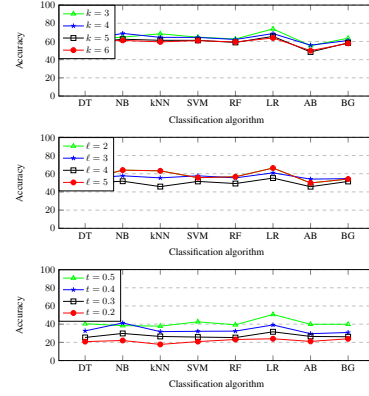 100
80
60
40
20
0
Accuracy
k = 3
k = 4
k = 5
k = 6
DT NB kNN SVM RF LR AB BG
Classification algorithm
100
80
60
40
20
0
Accuracy
ℓ = 2
ℓ = 3
ℓ = 4
ℓ = 5
DT NB kNN SVM RF LR AB BG
Classification algorithm
100
80
60
40
20
0
Accuracy
t = 0.5
t = 0.4
t = 0.3
t = 0.2
DT NB kNN SVM RF LR AB BG
Classification algorithm